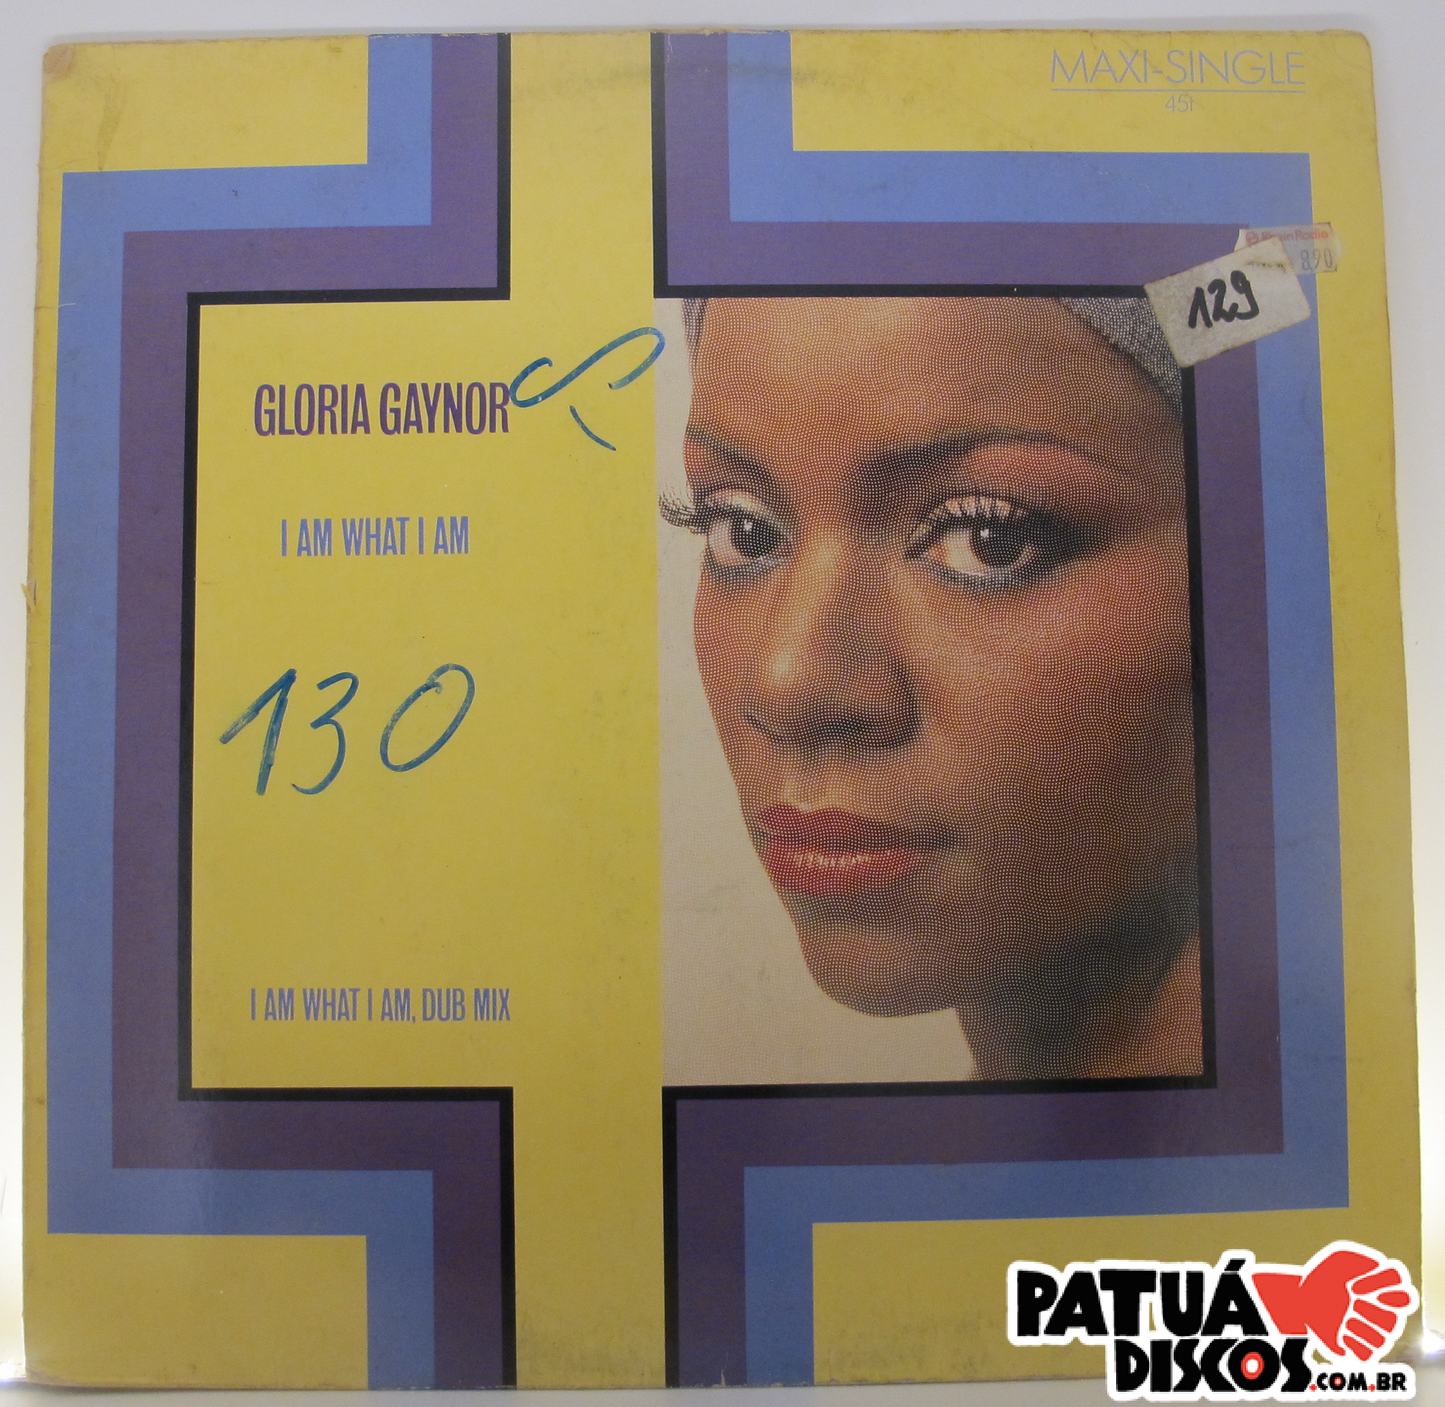 MAXI-SINGLE
45t
890
129
GLORIA GAYNOR
I AM WHAT I AM
130
I AM WHAT I AM, DUB MIX
PATUÁ
DISCOS.COM.BR